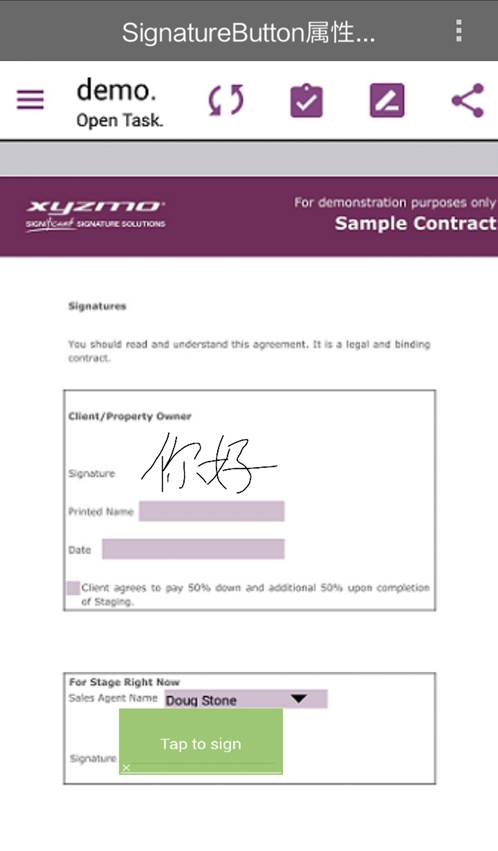 SignatureButton属性...
demo.
Open Task.
xyzmo
SIGNificant SIGNATURE SOLUTIONS
For demonstration purposes only
Sample Contract
Signatures
You should read and understand this agreement. It is a legal and binding
contract.
Client/Property Owner
Signature 你好
Printed Name
Date
Client agrees to pay 50% down and additional 50% upon completion
of Staging.
For Stage Right Now
Sales Agent Name Doug Stone
Tap to sign
Signature